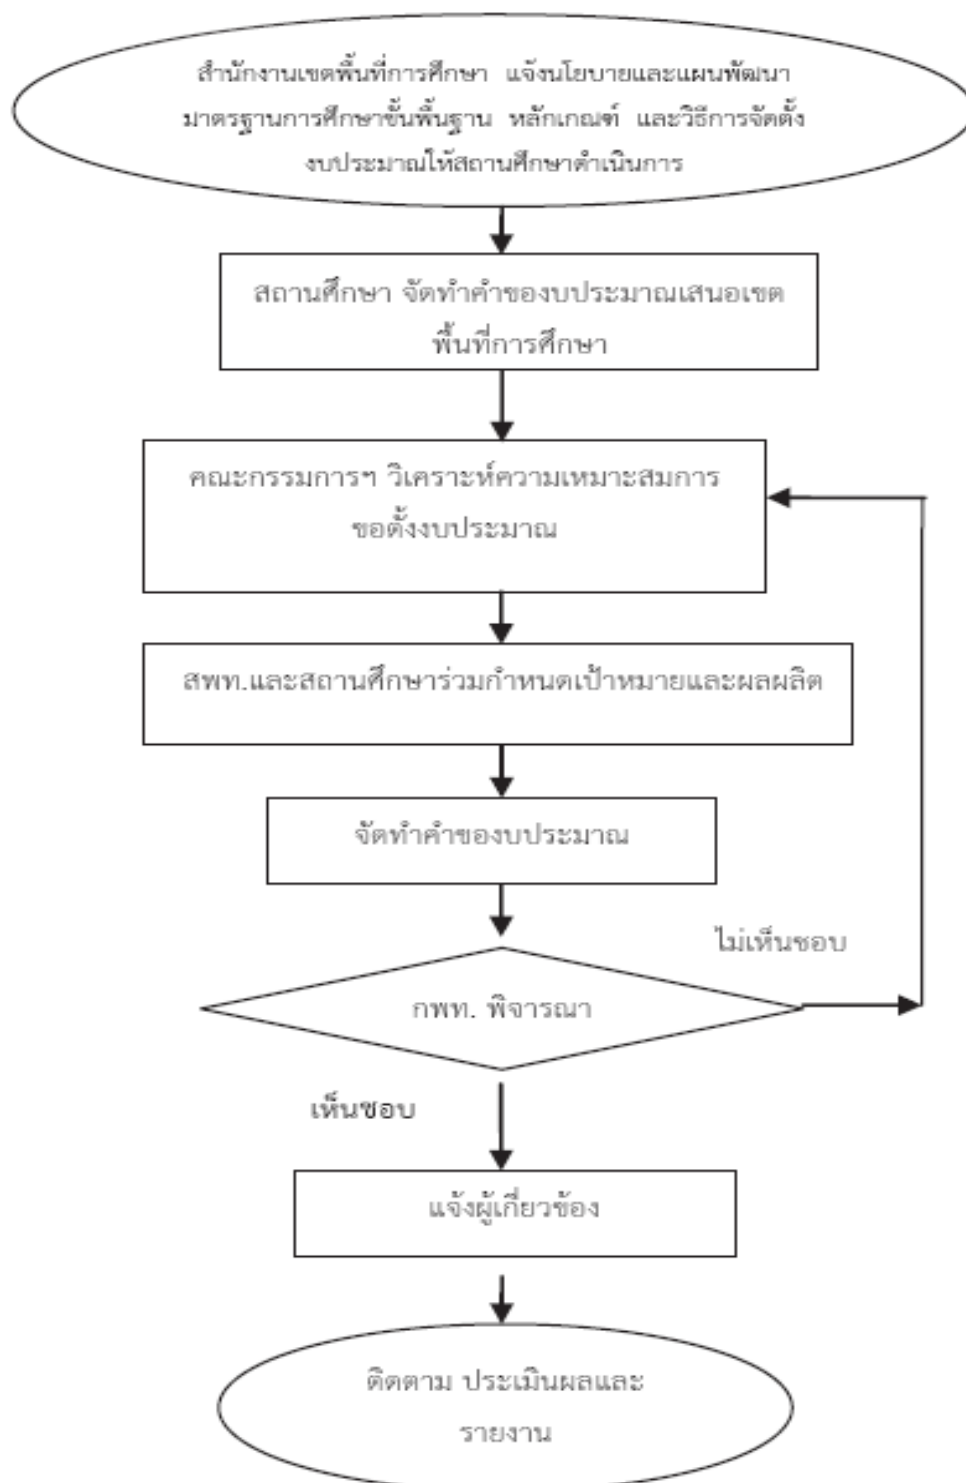 สำนักงานเขตพื้นที่การศึกษา แจ้งนโยบายและแผนพัฒนา
มาตรฐานการศึกษาขั้นพื้นฐาน หลักเกณฑ์ และวิธีการจัดตั้ง
งบประมาณให้สถานศึกษาดำเนินการ
สถานศึกษา จัดทำคำของบประมาณเสนอเขต
พื้นที่การศึกษา
คณะกรรมการฯ วิเคราะห์ความเหมาะสมการ
ขอตั้งงบประมาณ
สพท.และสถานศึกษาร่วมกำหนดเป้าหมายและผลผลิต
จัดทำคำของบประมาณ
ไม่เห็นชอบ
กพท. พิจารณา
เห็นชอบ
แจ้งผู้เกี่ยวข้อง
ติดตาม ประเมินผลและ
รายงาน